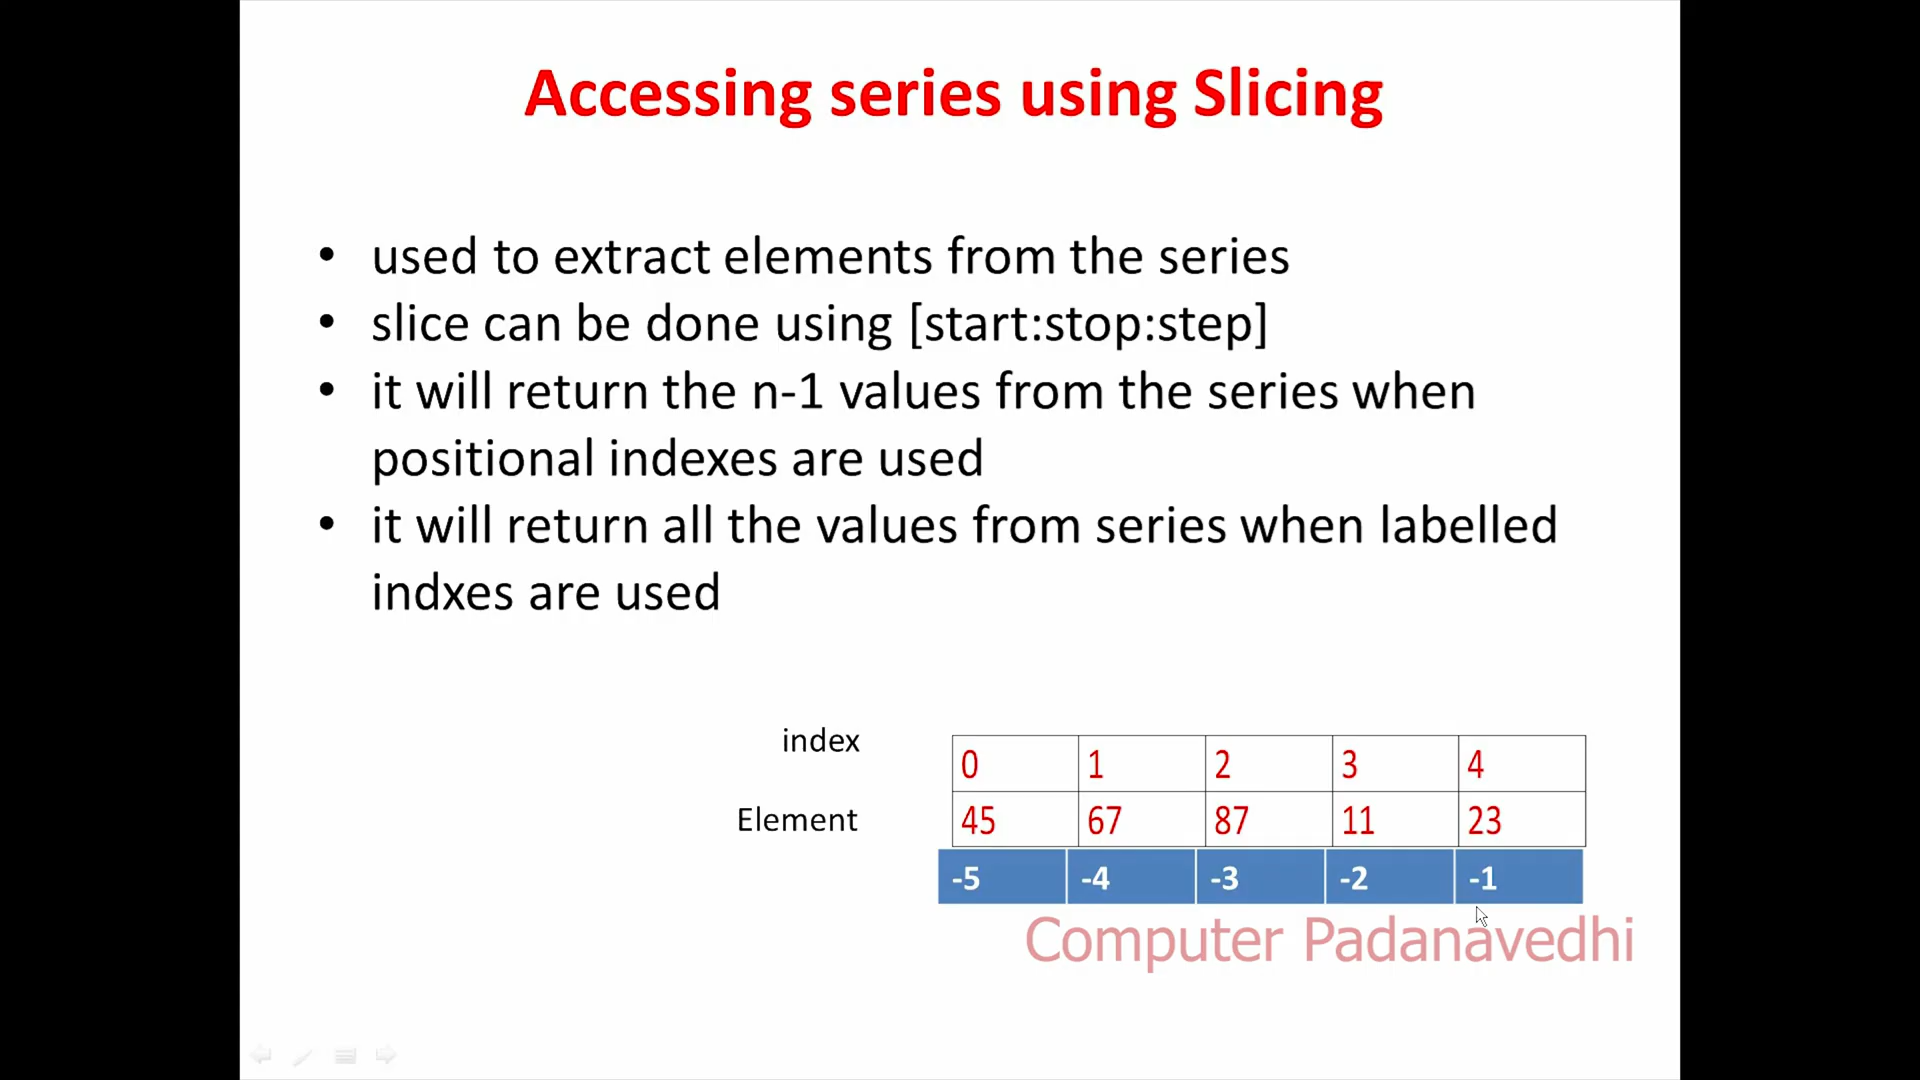 Accessing series using Slicing
• used to extract elements from the series
• slice can be done using [start:stop:step]
• it will return the n-1 values from the series when
positional indexes are used
• it will return all the values from series when labelled
indxes are used
index 0 1 2 3 4
Element 45 67 87 11 23
-5 -4 -3 -2 -1
Computer Padanavedhi